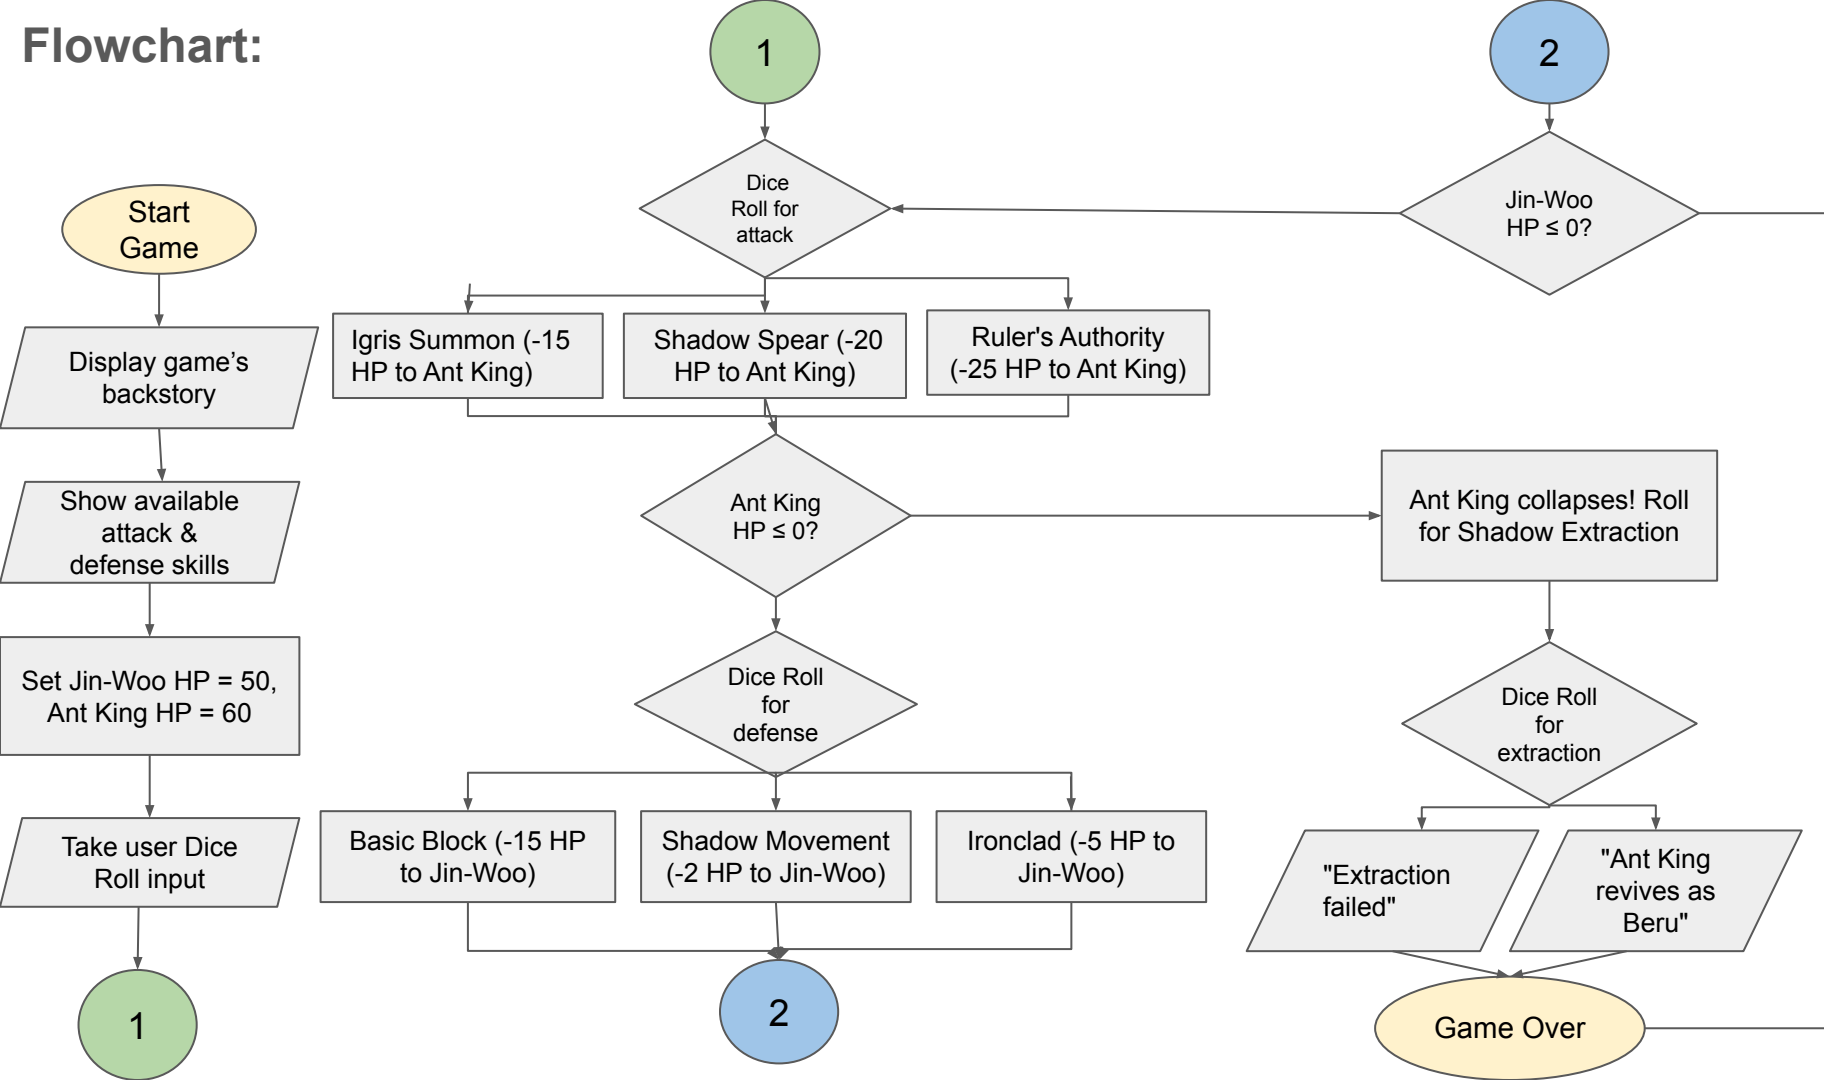 Flowchart:
Start
Game
Display game’s
backstory
Show available
attack &
defense skills
Set Jin-Woo HP = 50,
Ant King HP = 60
Take user Dice
Roll input
1
1
Dice
Roll for
attack
Igris Summon (-15
HP to Ant King)
Shadow Spear (-20
HP to Ant King)
Ruler's Authority
(-25 HP to Ant King)
Ant King
HP ≤ 0?
Dice Roll
for
defense
Basic Block (-15 HP
to Jin-Woo)
Shadow Movement
(-2 HP to Jin-Woo)
Ironclad (-5 HP to
Jin-Woo)
2
2
Jin-Woo
HP ≤ 0?
Ant King collapses! Roll
for Shadow Extraction
Dice Roll
for
extraction
"Extraction
failed"
"Ant King
revives as
Beru"
Game Over